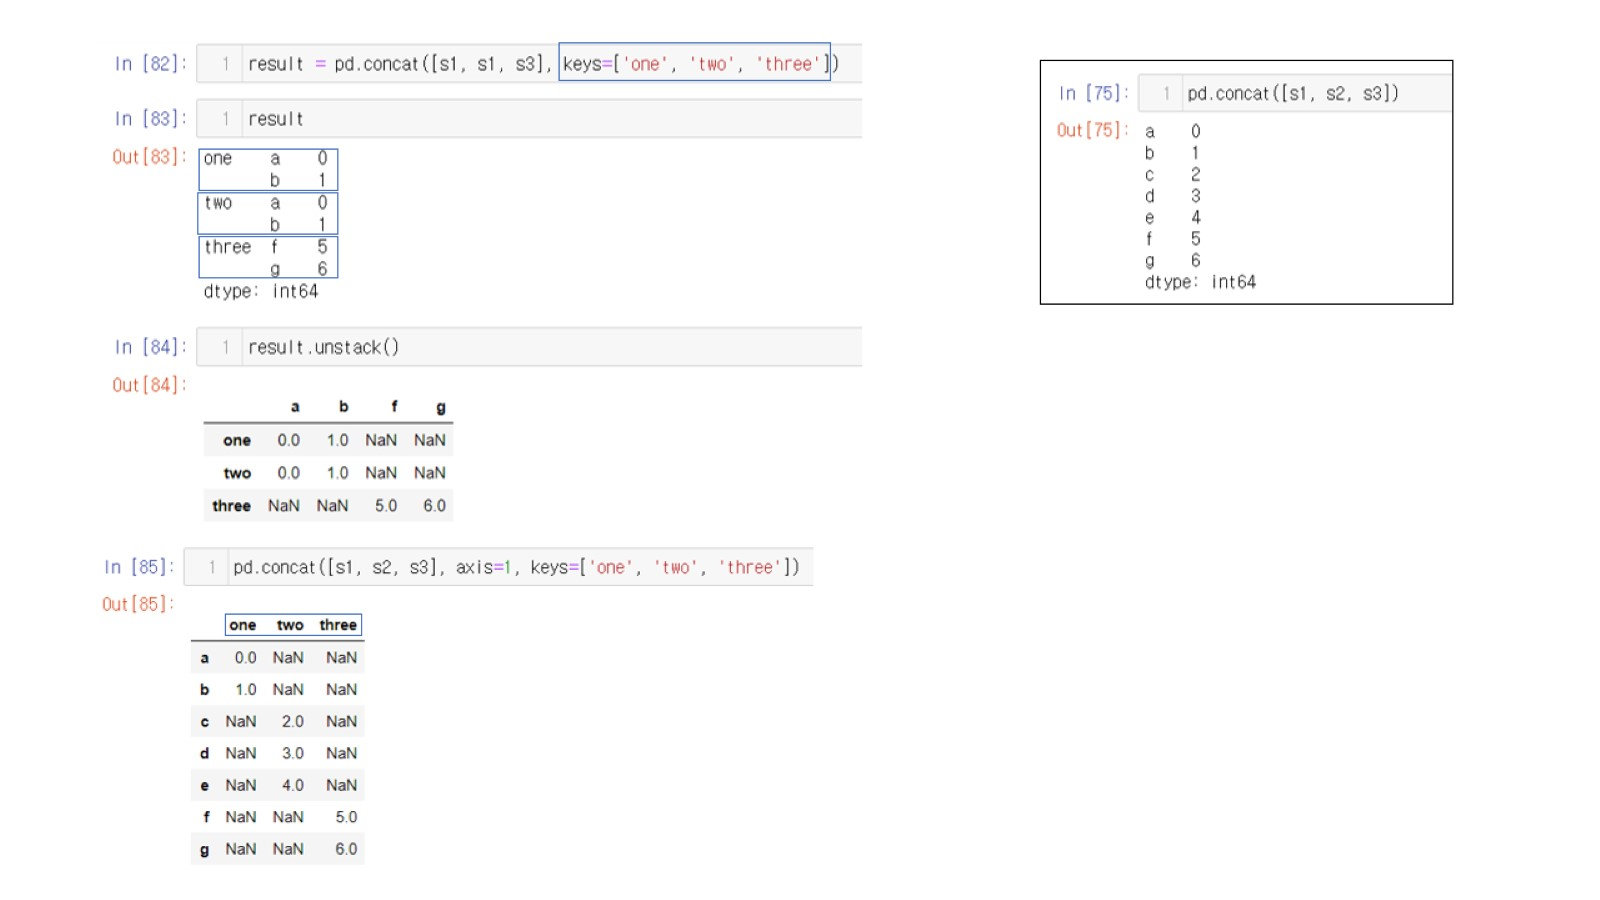 In [82]: 1 result = pd.concat([s1, s1, s3], keys=['one', 'two', 'three'])
In [83]: 1 result
Out[83]: one a 0
b 1
two a 0
b 1
three f 5
g 6
dtype: int64
In [84]: 1 result.unstack()
Out[84]:
a b f g
one 0.0 1.0 NaN NaN
two 0.0 1.0 NaN NaN
three NaN NaN 5.0 6.0
In [85]: 1 pd.concat([s1, s2, s3], axis=1, keys=['one', 'two', 'three'])
Out[85]:
one two three
a 0.0 NaN NaN
b 1.0 NaN NaN
c NaN 2.0 NaN
d NaN 3.0 NaN
e NaN 4.0 NaN
f NaN NaN 5.0
g NaN NaN 6.0
In [75]: 1 pd.concat([s1, s2, s3])
Out[75]: a 0
b 1
c 2
d 3
e 4
f 5
g 6
dtype: int64